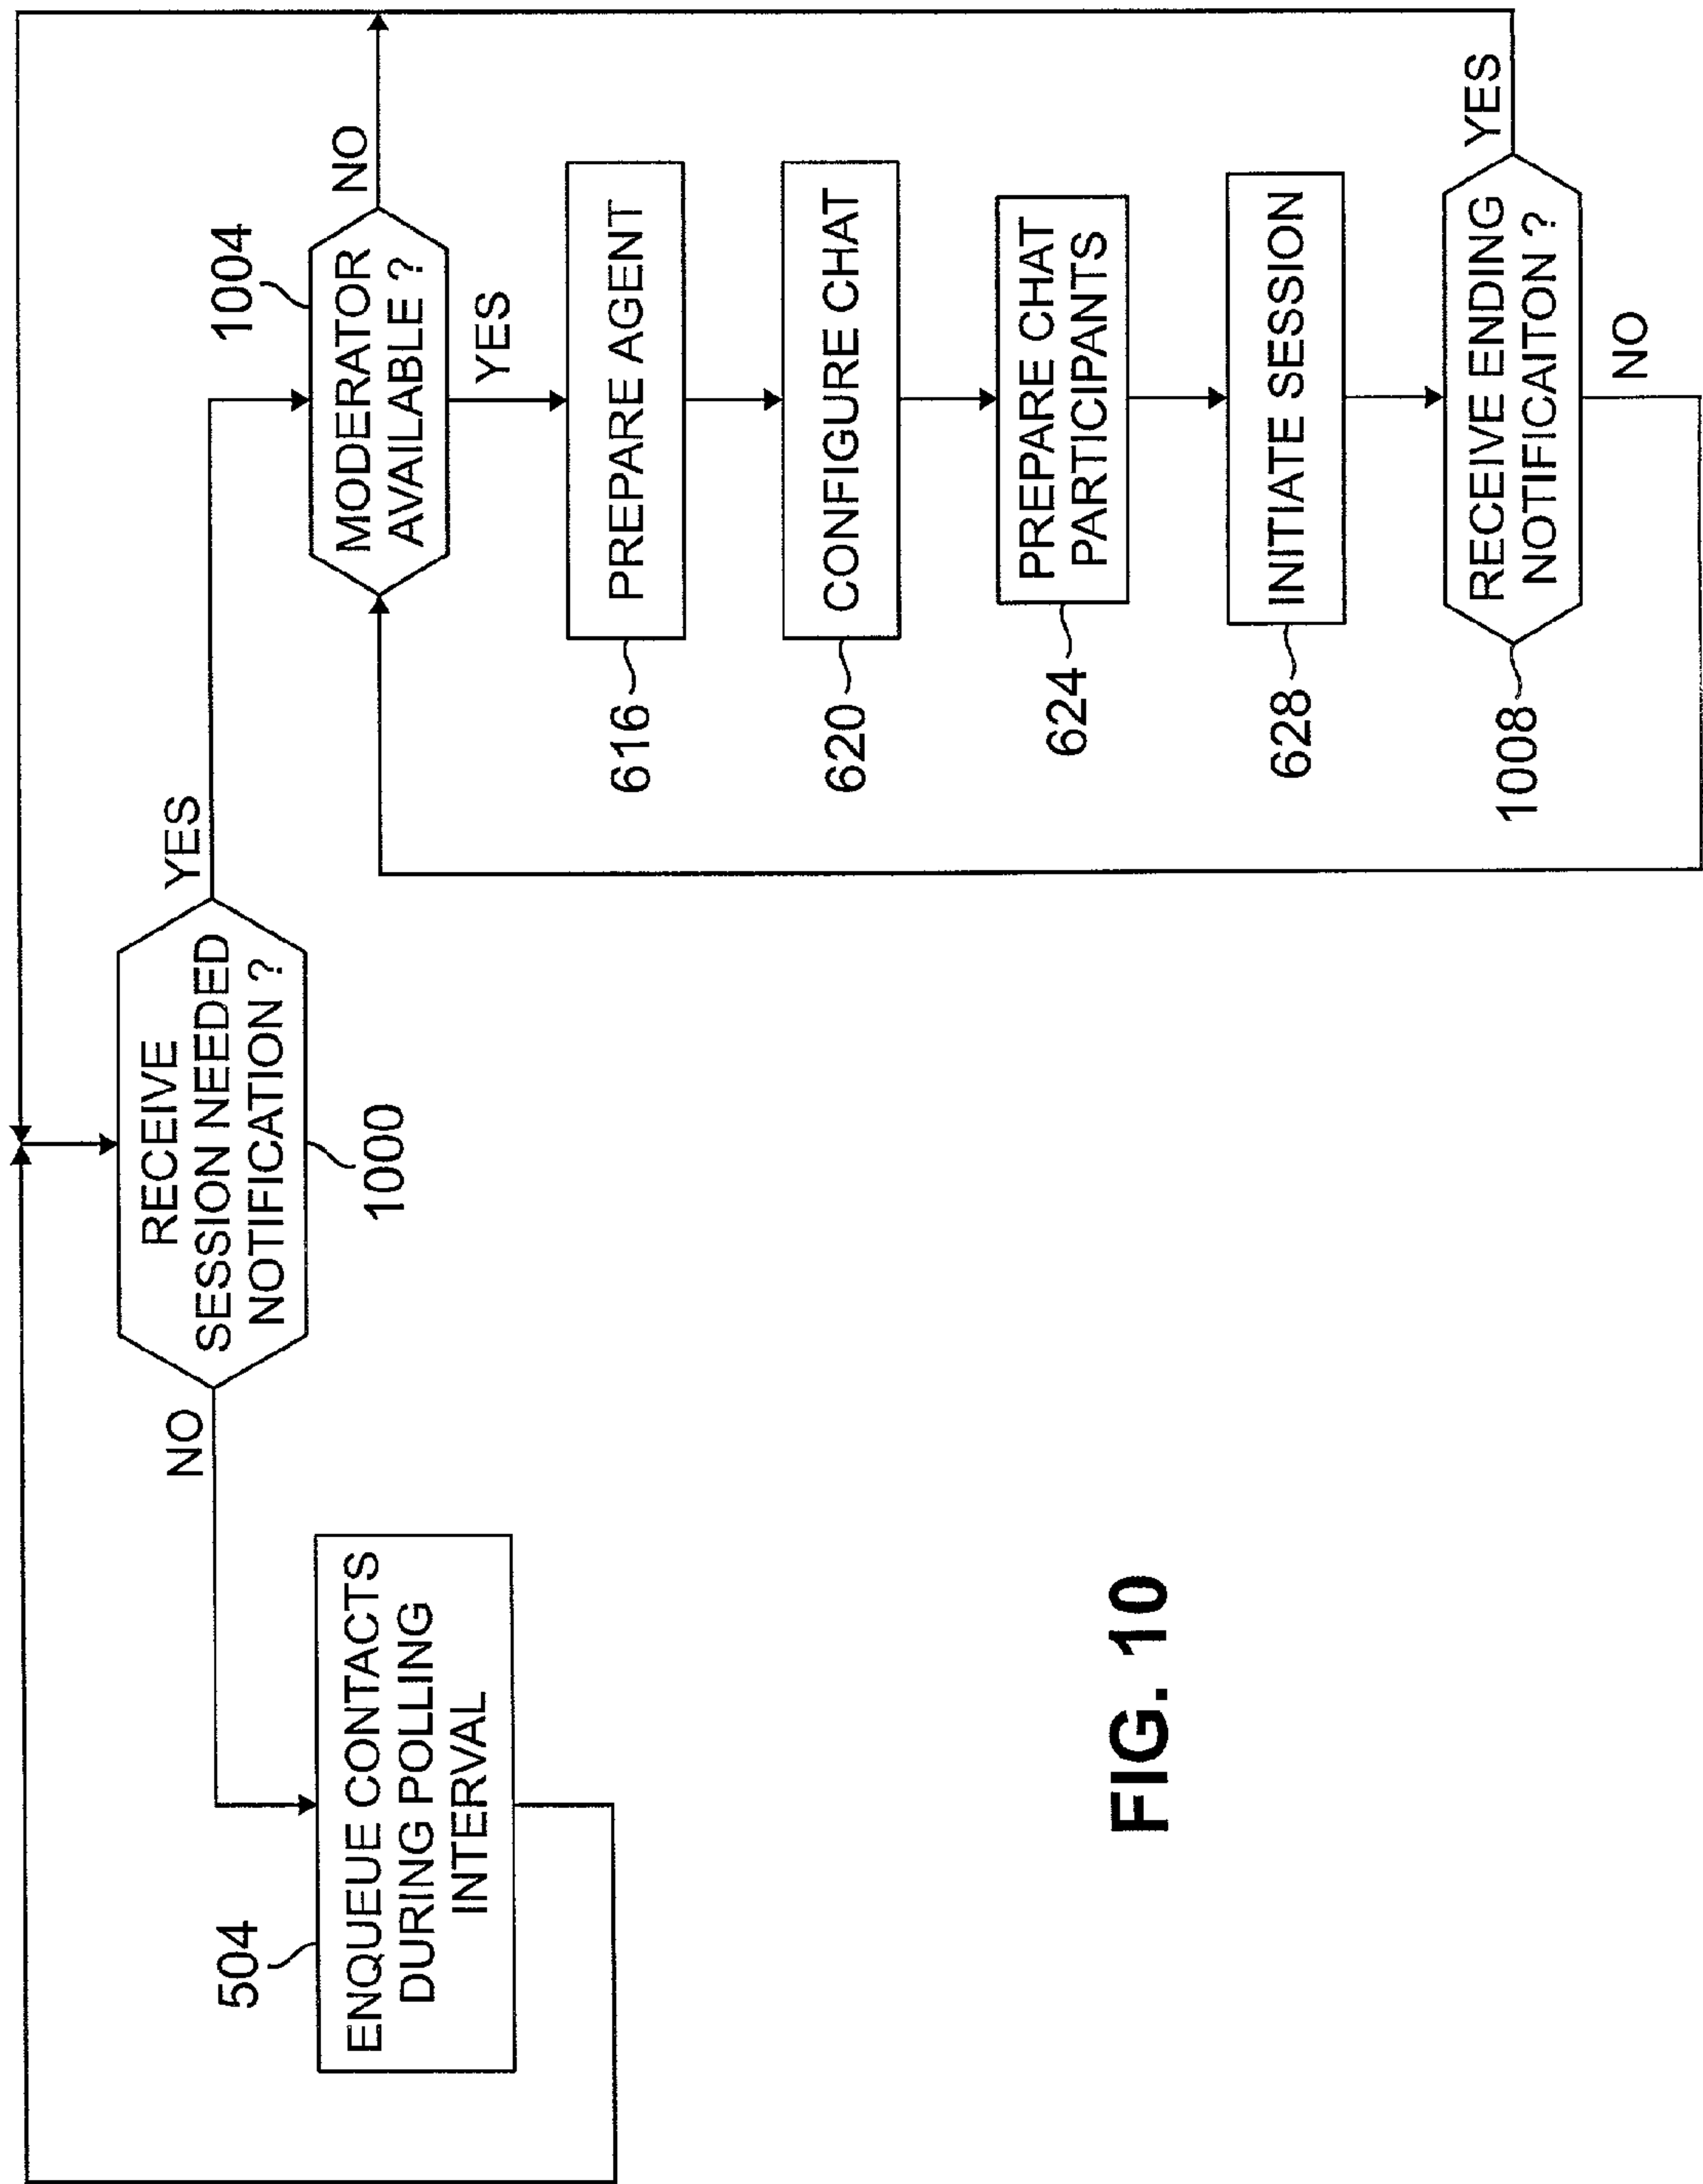 RECEIVE
SESSION NEEDED
NOTIFICATION ?
1000
NO
YES
504
ENQUEUE CONTACTS
DURING POLLING
INTERVAL
1004
MODERATOR
AVAILABLE ?
NO
YES
616
PREPARE AGENT
620
CONFIGURE CHAT
624
PREPARE CHAT
PARTICIPANTS
628
INITIATE SESSION
1008
RECEIVE ENDING
NOTIFICAITON ?
YES
NO
FIG. 10